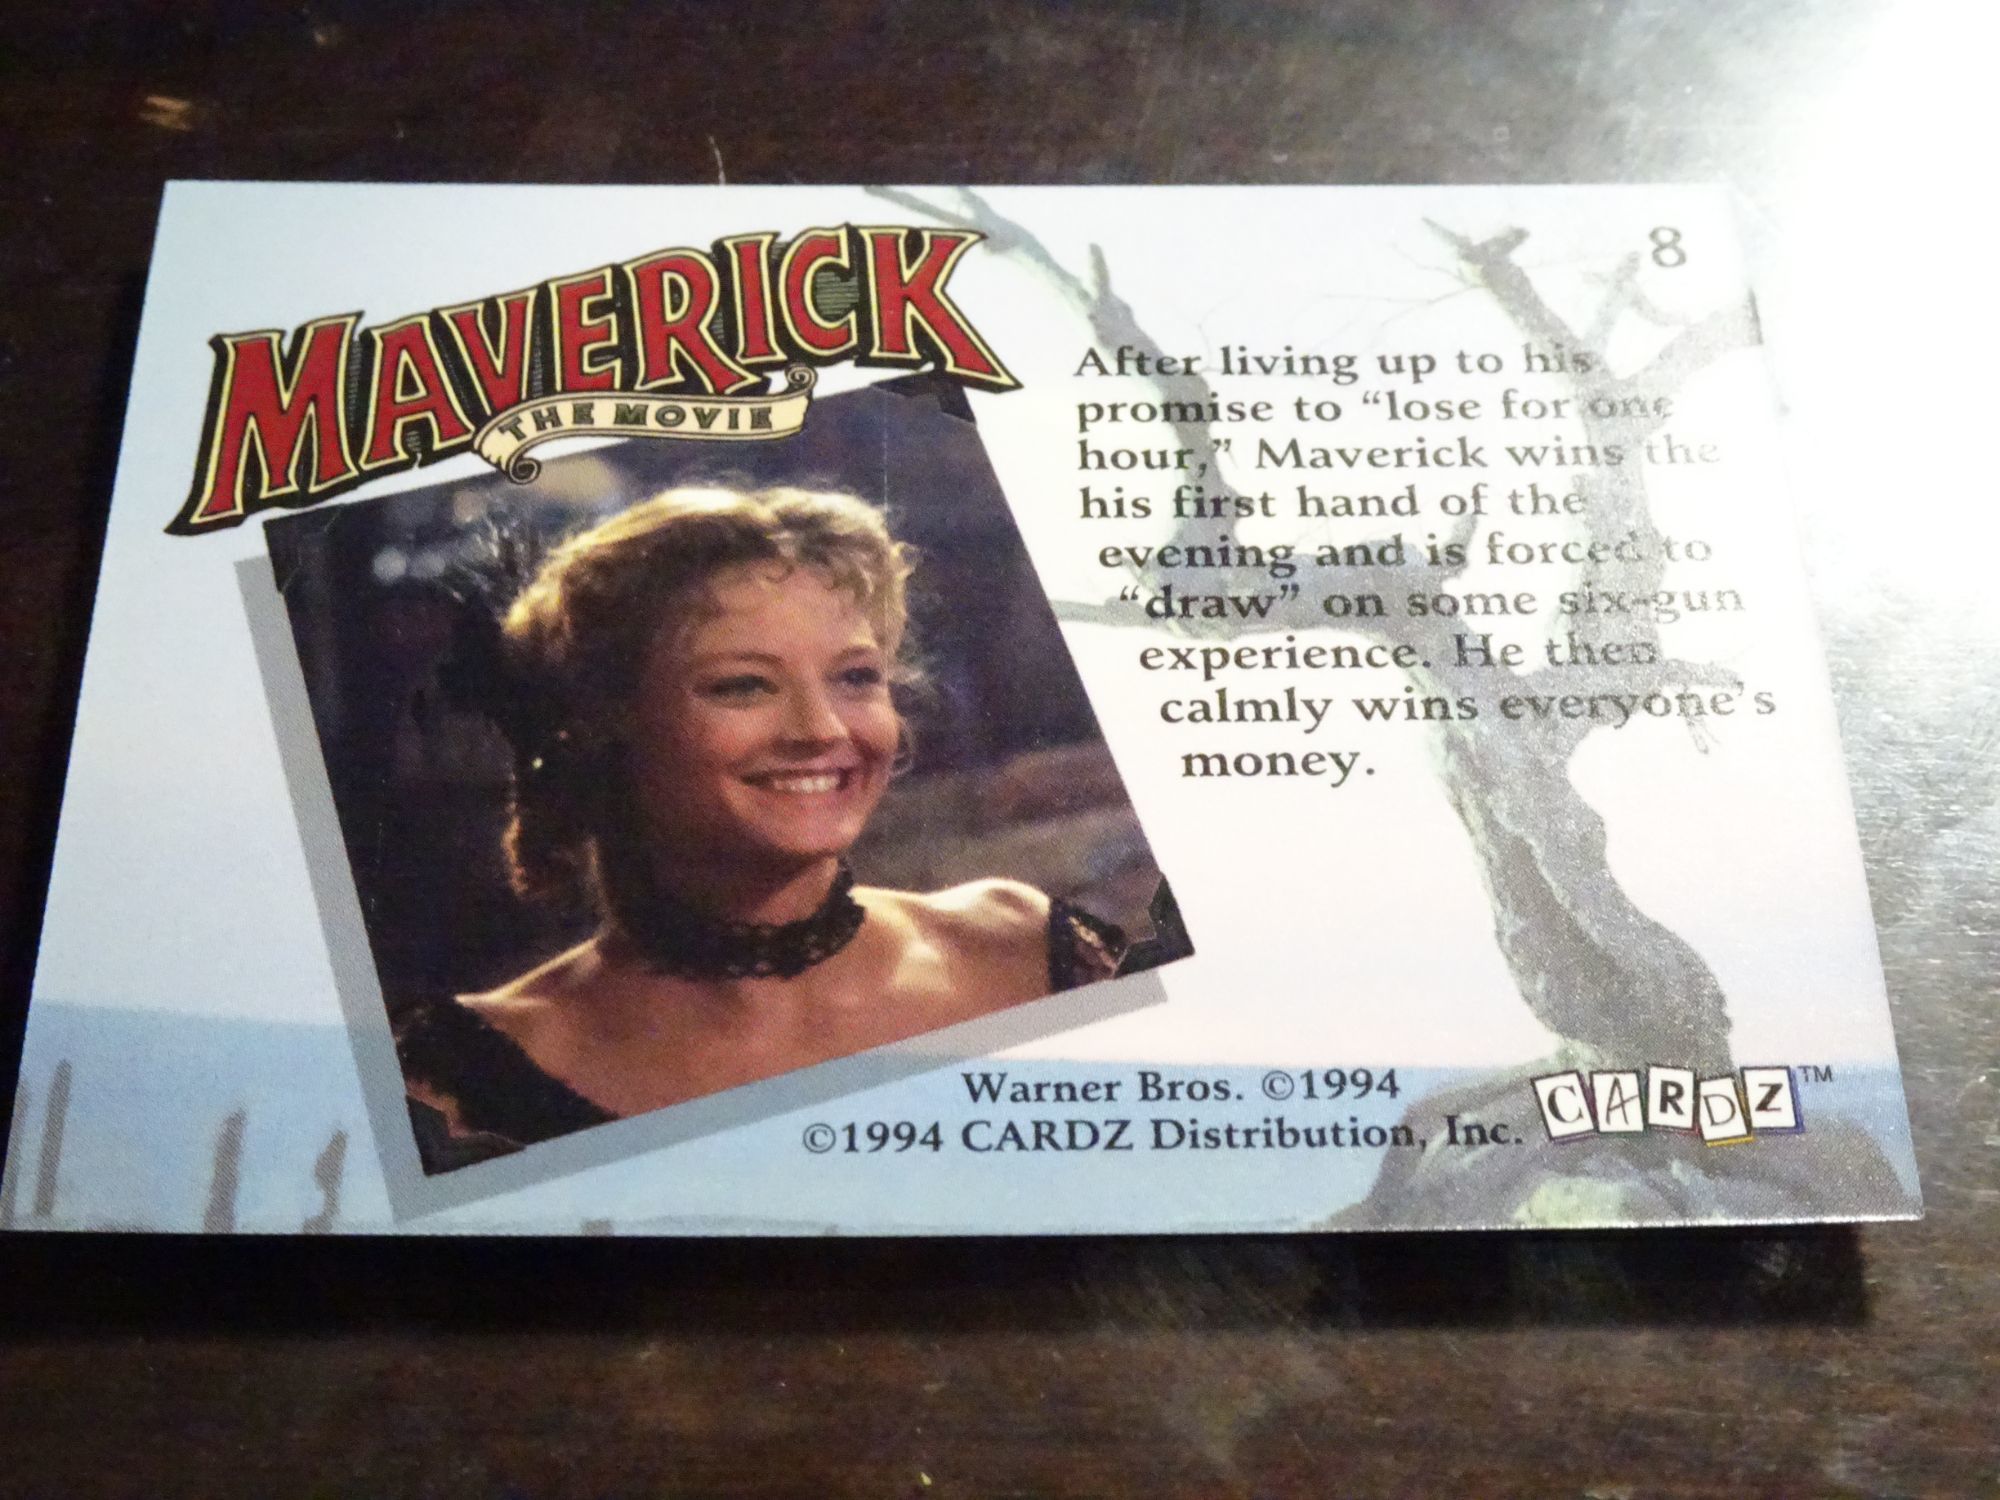 MAVERICK
THE MOVIE
8
After living up to his
promise to “lose for one
hour,” Maverick wins the
his first hand of the
evening and is forced to
“draw” on some six-gun
experience. He then
calmly wins everyone’s
money.
Warner Bros. ©1994
©1994 CARDZ Distribution, Inc.
CARDZ™